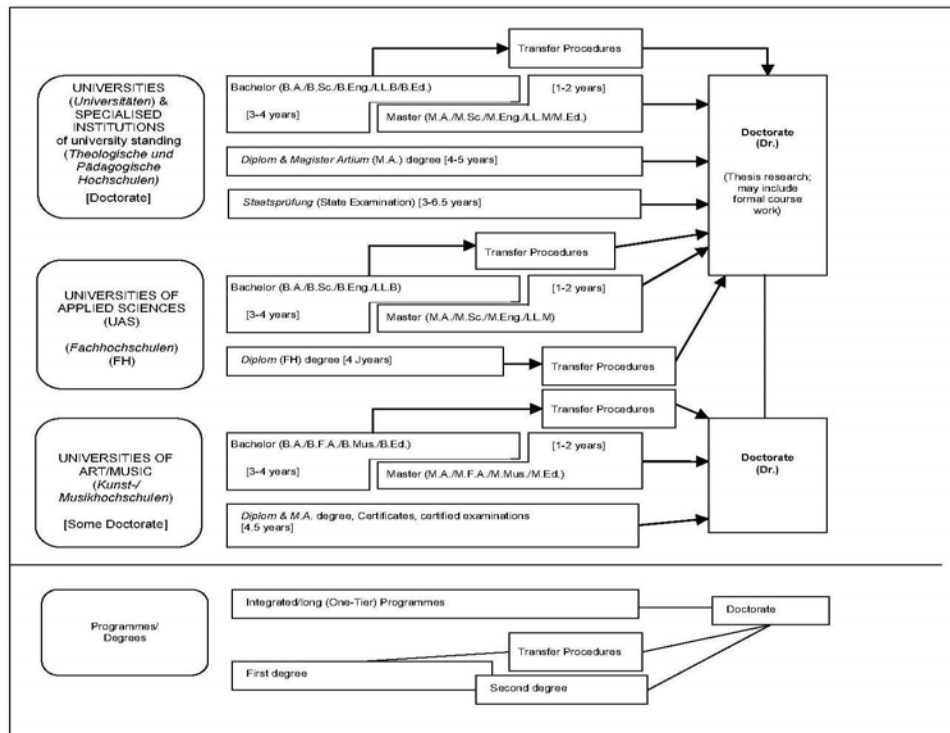 Transfer Procedures
UNIVERSITIES
(Universitäten) &
SPECIALISED
INSTITUTIONS
of university standing
(Theologische und
Pädagogische
Hochschulen)
[Doctorate]
Bachelor (B.A./B.Sc./B.Eng./LL.B/B.Ed.)
[3-4 years]
[1-2 years]
Master (M.A./M.Sc./M.Eng./LL.M/M.Ed.)
Diplom & Magister Artium (M.A.) degree [4-5 years]
Staatsprüfung (State Examination) [3-6.5 years]
Doctorate
(Dr.)
(Thesis research;
may include
formal course
work)
Transfer Procedures
UNIVERSITIES OF
APPLIED SCIENCES
(UAS)
(Fachhochschulen)
(FH)
Bachelor (B.A./B.Sc./B.Eng./LL.B)
[3-4 years]
[1-2 years]
Master (M.A./M.Sc./M.Eng./LL.M)
Diplom (FH) degree [4 Jyears]
Transfer Procedures
Transfer Procedures
UNIVERSITIES OF
ART/MUSIC
(Kunst-/
Musikhochschulen)
[Some Doctorate]
Bachelor (B.A./B.F.A./B.Mus./B.Ed.)
[3-4 years]
[1-2 years]
Master (M.A./M.F.A./M.Mus./M.Ed.)
Diplom & M.A. degree, Certificates, certified examinations
[4.5 years]
Doctorate
(Dr.)
Programmes/
Degrees
Integrated/long (One-Tier) Programmes
Doctorate
Transfer Procedures
First degree
Second degree